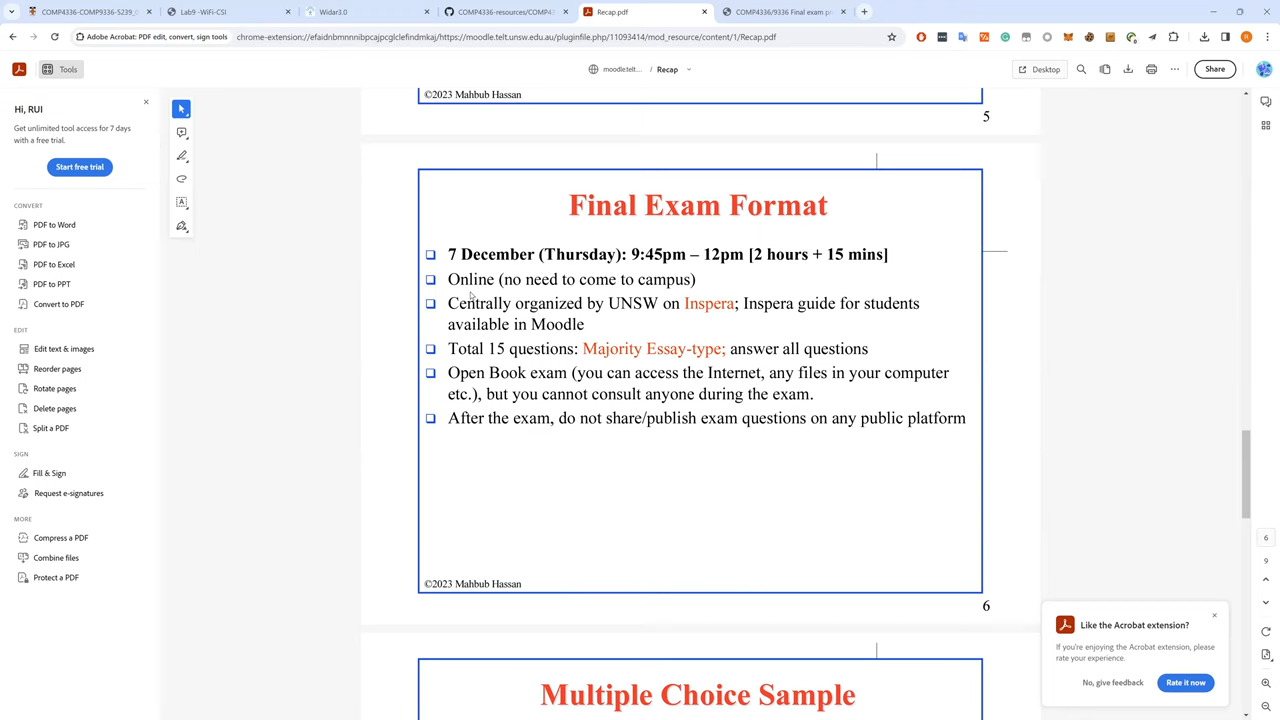 COMP4336-COMP9336-5239_0
Lab9 -WiFi-CSI
Widar3.0
COMP4336-resources/COMP43
Recap.pdf
COMP4336/9336 Final exam pr
Adobe Acrobat: PDF edit, convert, sign tools
chrome-extension://efaidnbmnnnibpcajpcglclefindmkaj/https://moodle.telt.unsw.edu.au/pluginfile.php/11093414/mod_resource/content/1/Recap.pdf
Tools
moodle.telt...
/
Recap
Desktop
Share
Hi, RUI
Get unlimited tool access for 7 days
with a free trial.
Start free trial
CONVERT
PDF to Word
PDF to JPG
PDF to Excel
PDF to PPT
Convert to PDF
EDIT
Edit text & images
Reorder pages
Rotate pages
Delete pages
Split a PDF
SIGN
Fill & Sign
Request e-signatures
MORE
Compress a PDF
Combine files
Protect a PDF
©2023 Mahbub Hassan
5
Final Exam Format
7 December (Thursday): 9:45pm – 12pm [2 hours + 15 mins]
Online (no need to come to campus)
Centrally organized by UNSW on Inspera; Inspera guide for students
available in Moodle
Total 15 questions: Majority Essay-type; answer all questions
Open Book exam (you can access the Internet, any files in your computer
etc.), but you cannot consult anyone during the exam.
After the exam, do not share/publish exam questions on any public platform
©2023 Mahbub Hassan
6
Multiple Choice Sample
6
9
Like the Acrobat extension?
If you're enjoying the Acrobat extension, please
rate your experience.
No, give feedback
Rate it now